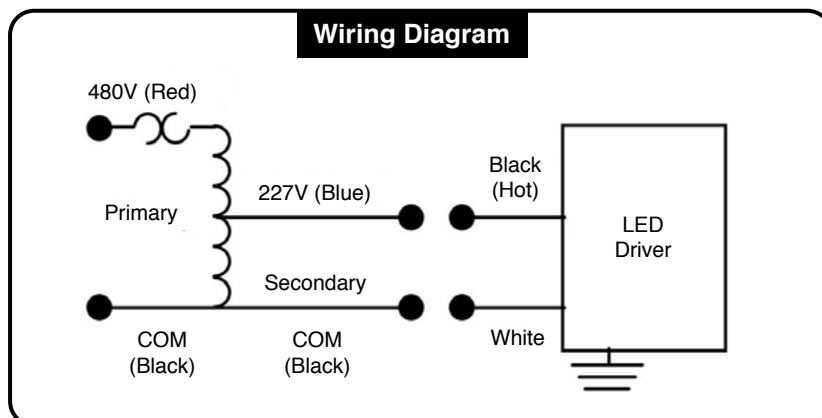 Wiring Diagram
480V (Red)
Primary
227V (Blue)
Secondary
COM
(Black)
COM
(Black)
Black
(Hot)
White
LED
Driver